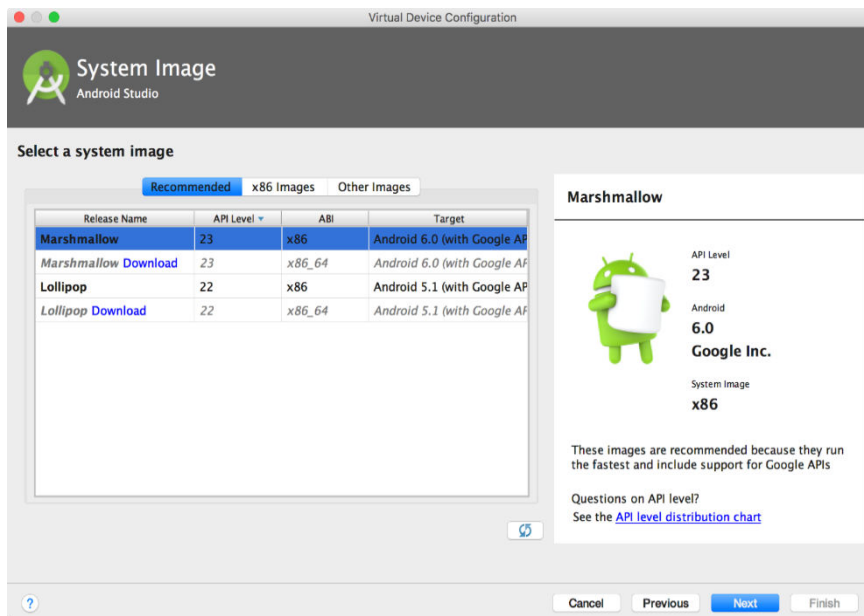 Virtual Device Configuration
System Image
Android Studio
Select a system image
Recommended x86 Images Other Images
Release Name API Level ABI Target
Marshmallow 23 x86 Android 6.0 (with Google AP
Marshmallow Download 23 x86_64 Android 6.0 (with Google AP
Lollipop 22 x86 Android 5.1 (with Google AP
Lollipop Download 22 x86_64 Android 5.1 (with Google AP
Marshmallow
API Level
23
Android
6.0
Google Inc.
System Image
x86
These images are recommended because they run
the fastest and include support for Google APIs
Questions on API level?
See the API level distribution chart
? Cancel Previous Next Finish